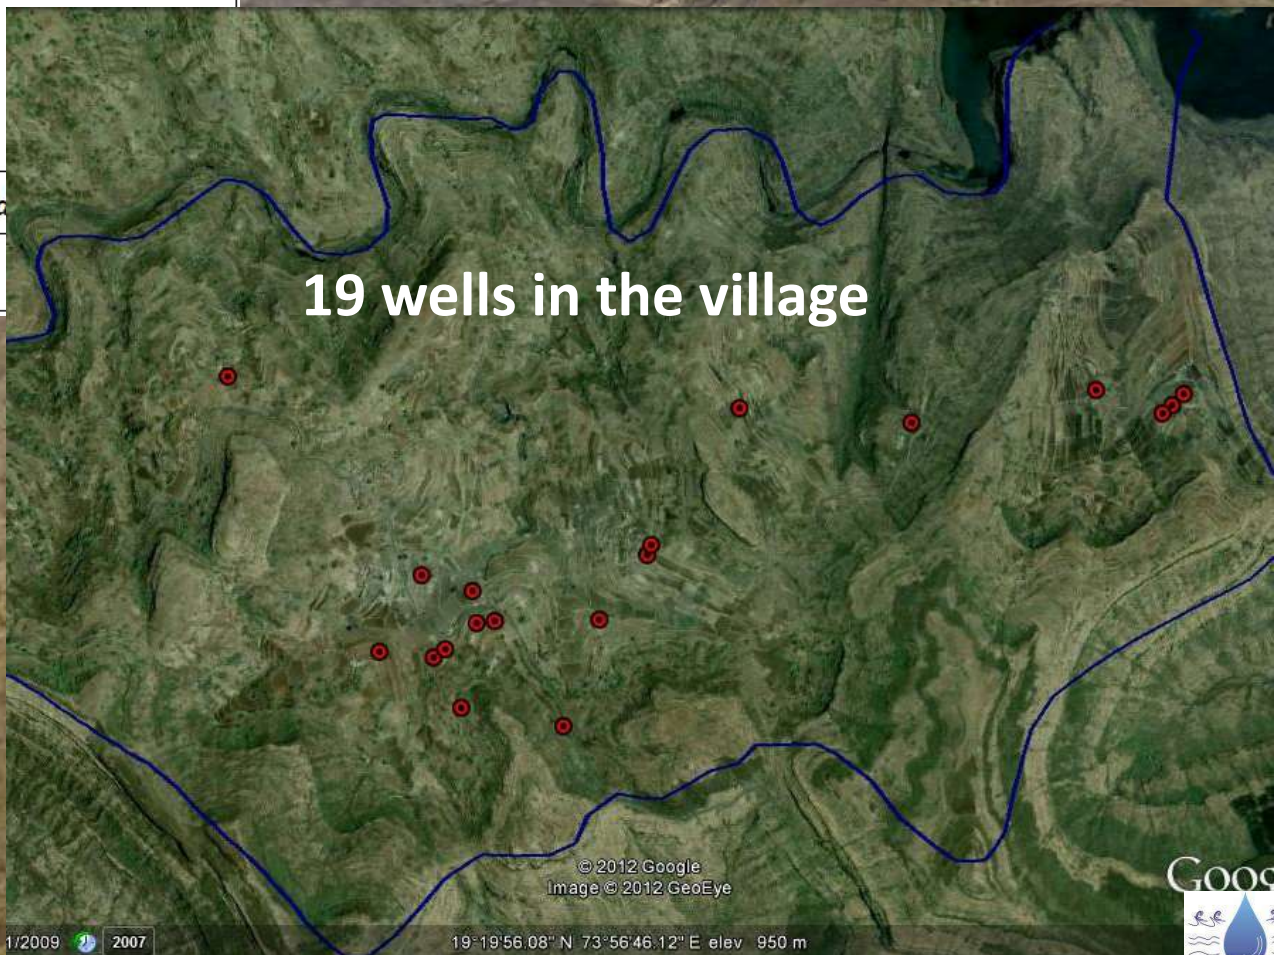 19 wells in the village
© 2012 Google
Image © 2012 GeoEye
1/2009 2007 19°19'56.08" N 73°56'46.12" E elev 950 m